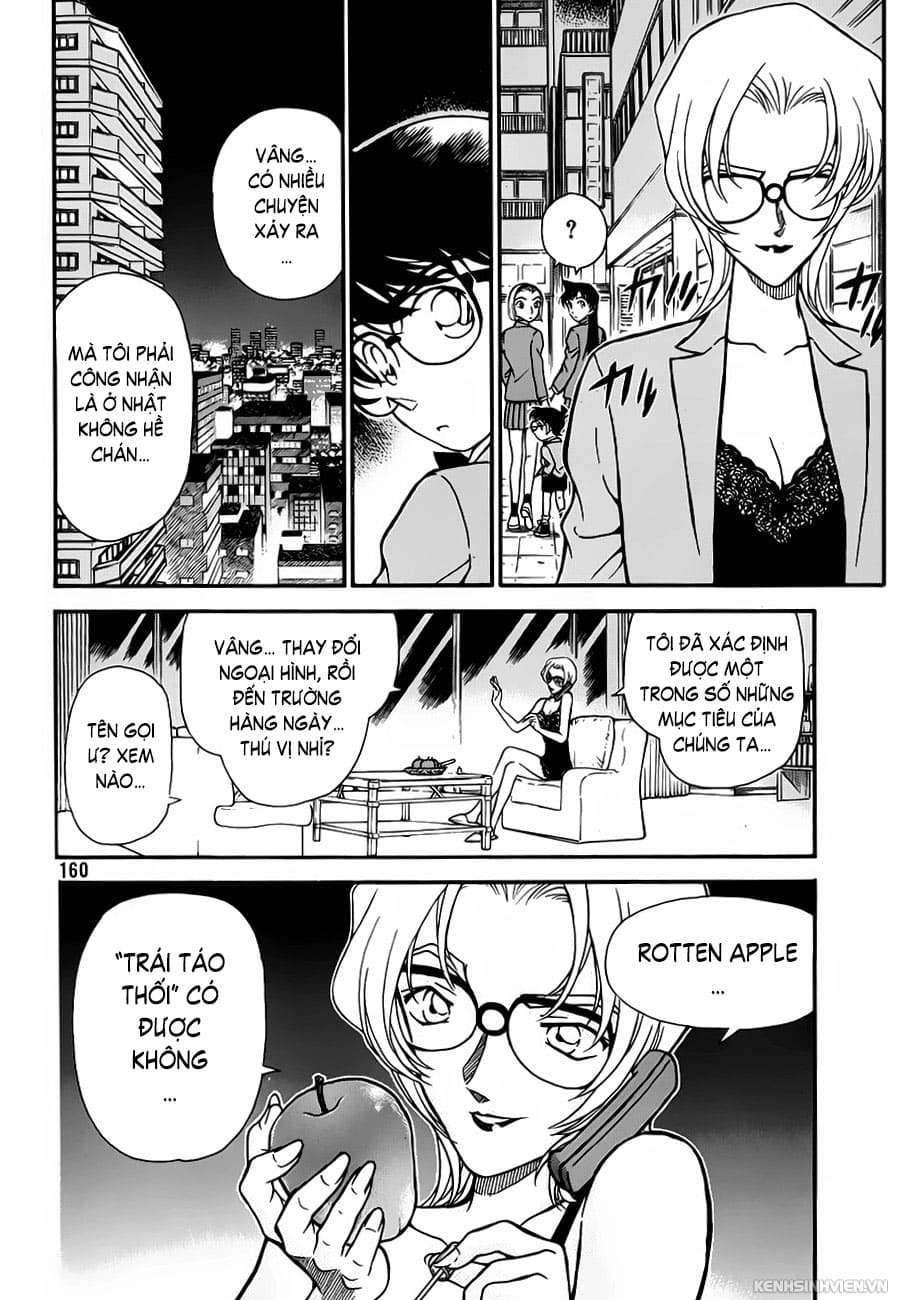 ?
VÂNG...
CÓ NHIỀU
CHUYỆN
XẢY RA
...
MÀ TÔI PHẢI
CÔNG NHẬN
LÀ Ở NHẬT
KHÔNG HỀ
CHÁN...
TÔI ĐÃ XÁC ĐỊNH
ĐƯỢC MỘT
TRONG SỐ NHỮNG
MỤC TIÊU CỦA
CHÚNG TA...
VÂNG... THAY ĐỔI
NGOẠI HÌNH, RỒI
ĐẾN TRƯỜNG
HÀNG NGÀY...
THÚ VỊ NHỈ?
TÊN GỌI
Ư? XEM
NÀO...
160
ROTTEN APPLE
...
"TRÁI TÁO
THỐI" CÓ
ĐƯỢC
KHÔNG
...
KENHSINHVIEN.VN